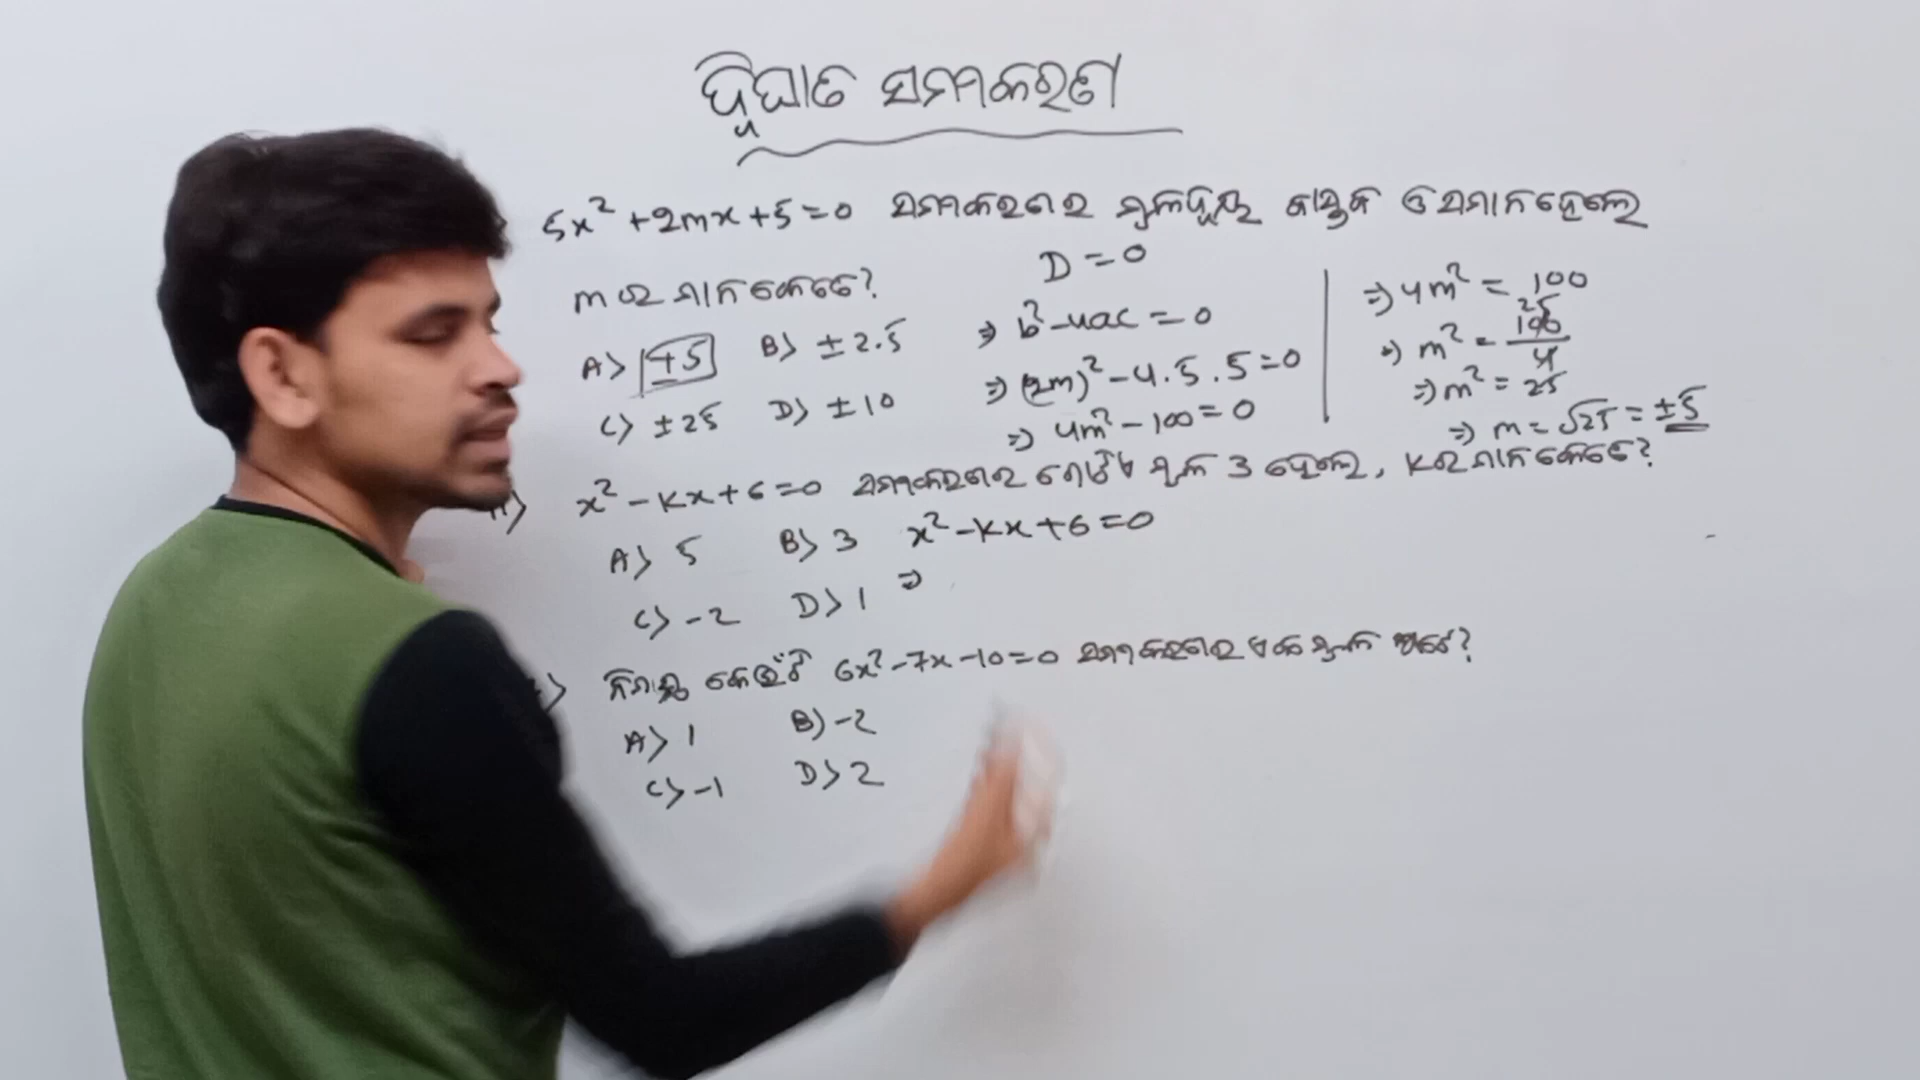 ଦ୍ୱିଘାତ ସମୀକରଣ
5x² + 2mx + 5 = 0 ସମୀକରଣର ମୂଳଦ୍ୱୟ ବାସ୍ତବ ଓ ସମାନ ହେଲେ
m ର ମାନ କେତେ?
A> ±5 B> ±2.5
C> ±25 D> ±10
D = 0
⇒ b² - 4ac = 0
⇒ (2m)² - 4.5.5 = 0
⇒ 4m² - 100 = 0
⇒ 4m² = 100
⇒ m² = 100/4 25
⇒ m² = 25
⇒ m = √25 = ±5
x² - kx + 6 = 0 ସମୀକରଣର ଗୋଟିଏ ମୂଳ 3 ହେଲେ, K ର ମାନ କେତେ?
A> 5 B> 3
C> -2 D> 1
x² - kx + 6 = 0
⇒
ନିମ୍ନସ୍ଥ କେଉଁଟି 6x² - 7x - 10 = 0 ସମୀକରଣର ଏକ ମୂଳ ଅଟେ?
A> 1 B) -2
C> -1 D> 2